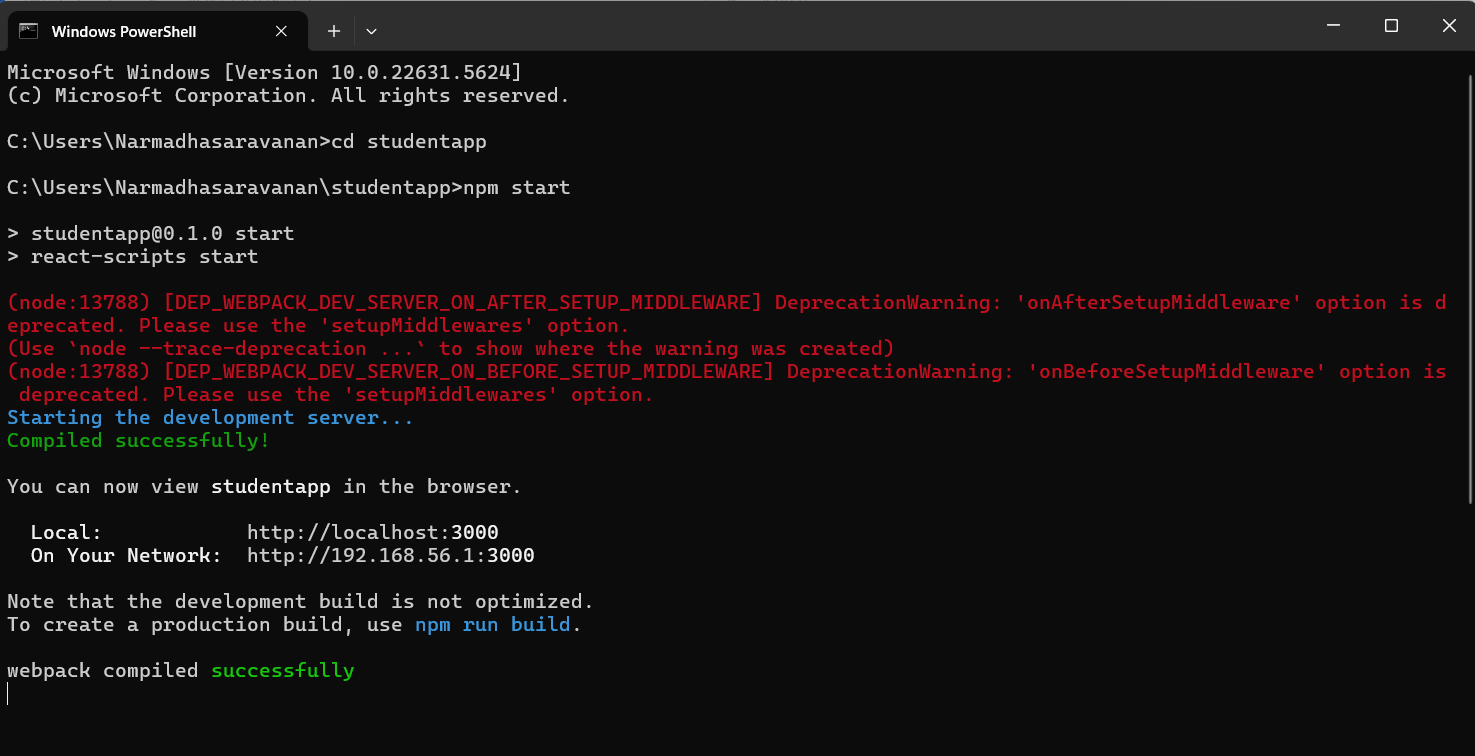 Windows PowerShell
Microsoft Windows [Version 10.0.22631.5624]
(c) Microsoft Corporation. All rights reserved.
C:\Users\Narmadhasaravanan>cd studentapp
C:\Users\Narmadhasaravanan\studentapp>npm start
> studentapp@0.1.0 start
> react-scripts start
(node:13788) [DEP_WEBPACK_DEV_SERVER_ON_AFTER_SETUP_MIDDLEWARE] DeprecationWarning: 'onAfterSetupMiddleware' option is d
eprecated. Please use the 'setupMiddlewares' option.
(Use `node --trace-deprecation ...` to show where the warning was created)
(node:13788) [DEP_WEBPACK_DEV_SERVER_ON_BEFORE_SETUP_MIDDLEWARE] DeprecationWarning: 'onBeforeSetupMiddleware' option is
 deprecated. Please use the 'setupMiddlewares' option.
Starting the development server...
Compiled successfully!
You can now view studentapp in the browser.
  Local:            http://localhost:3000
  On Your Network:  http://192.168.56.1:3000
Note that the development build is not optimized.
To create a production build, use npm run build.
webpack compiled successfully